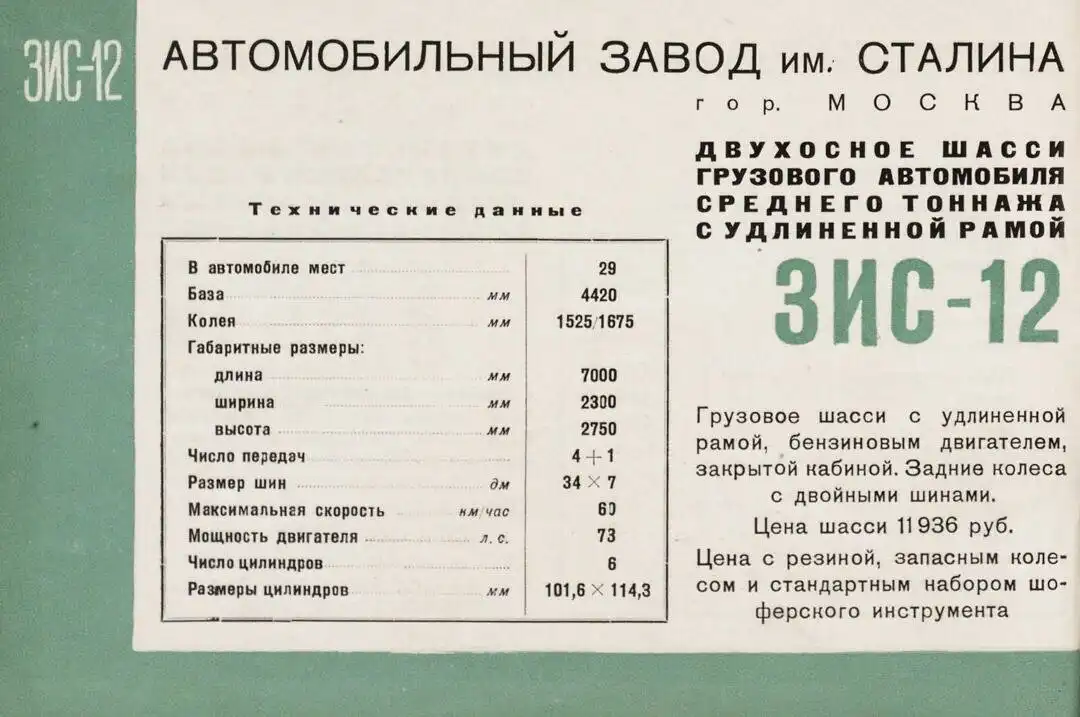 ЗИС-12
АВТОМОБИЛЬНЫЙ ЗАВОД им. СТАЛИНА
гор. МОСКВА
ДВУХОСНОЕ ШАССИ
ГРУЗОВОГО АВТОМОБИЛЯ
СРЕДНЕГО ТОННАЖА
С УДЛИНЕННОЙ РАМОЙ
ЗИС-12
Технические данные
В автомобиле мест 29
База мм 4420
Колея мм 1525/1675
Габаритные размеры:
длина мм 7000
ширина мм 2300
высота мм 2750
Число передач 4+1
Размер шин дм 34×7
Максимальная скорость км/час 60
Мощность двигателя л. с. 73
Число цилиндров 6
Размеры цилиндров мм 101,6×114,3
Грузовое шасси с удлиненной
рамой, бензиновым двигателем,
закрытой кабиной. Задние колеса
с двойными шинами.
Цена шасси 11 936 руб.
Цена с резиной, запасным коле-
сом и стандартным набором шо-
ферского инструмента